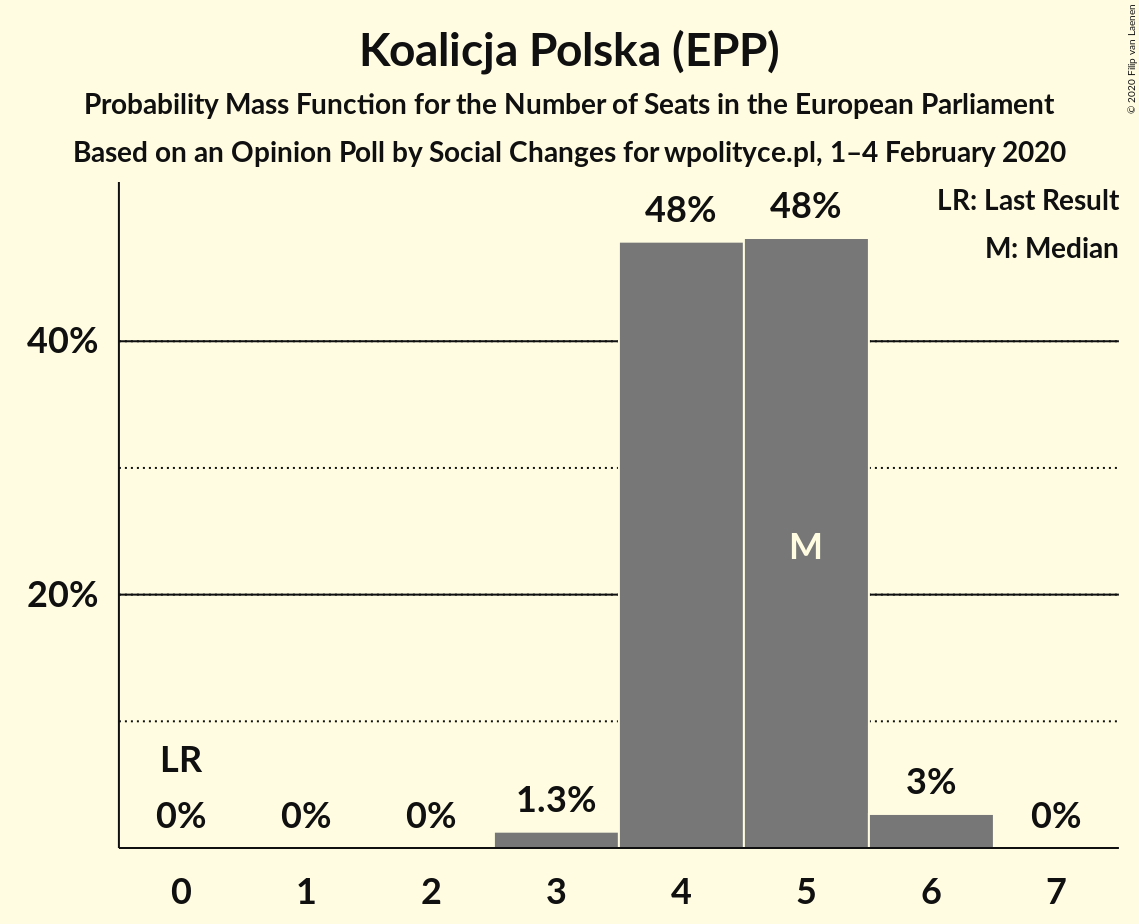 Koalicja Polska (EPP)
Probability Mass Function for the Number of Seats in the European Parliament
Based on an Opinion Poll by Social Changes for wpolityce.pl, 1–4 February 2020
© 2020 Filip van Laenen
LR: Last Result
M: Median
48%
48%
40%
M
20%
LR
0%
0%
0%
1.3%
3%
0%
0
1
2
3
4
5
6
7